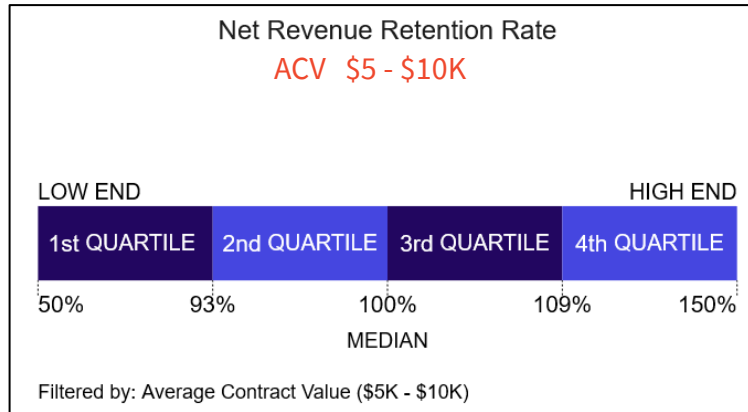 Net Revenue Retention Rate
ACV $5 - $10K
LOW END HIGH END
1st QUARTILE 2nd QUARTILE 3rd QUARTILE 4th QUARTILE
50% 93% 100% 109% 150%
MEDIAN
Filtered by: Average Contract Value ($5K - $10K)